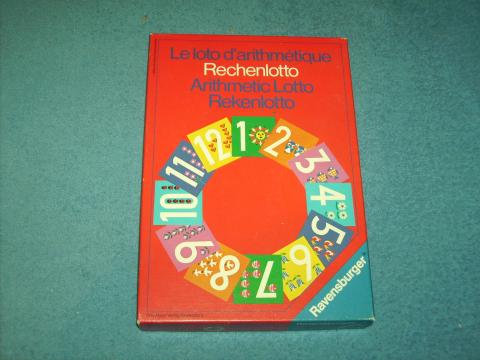 Le loto d'arithmétique
Rechenlotto
Arithmetic Lotto
Rekenlotto
1
2
3
4
5
6
7
8
9
10
11
12
Ravensburger